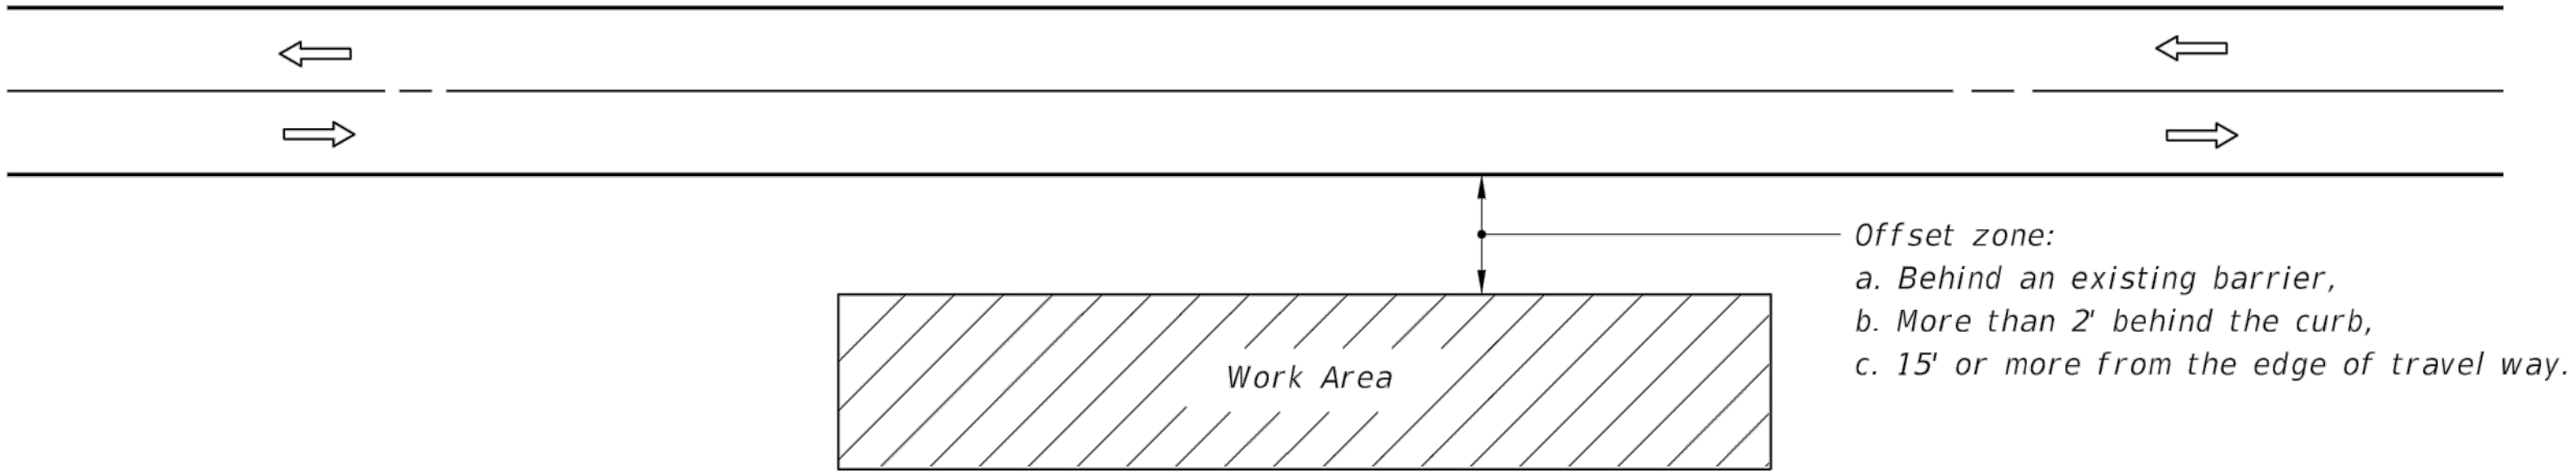 Offset zone:
a. Behind an existing barrier,
b. More than 2' behind the curb,
c. 15' or more from the edge of travel way.
Work Area